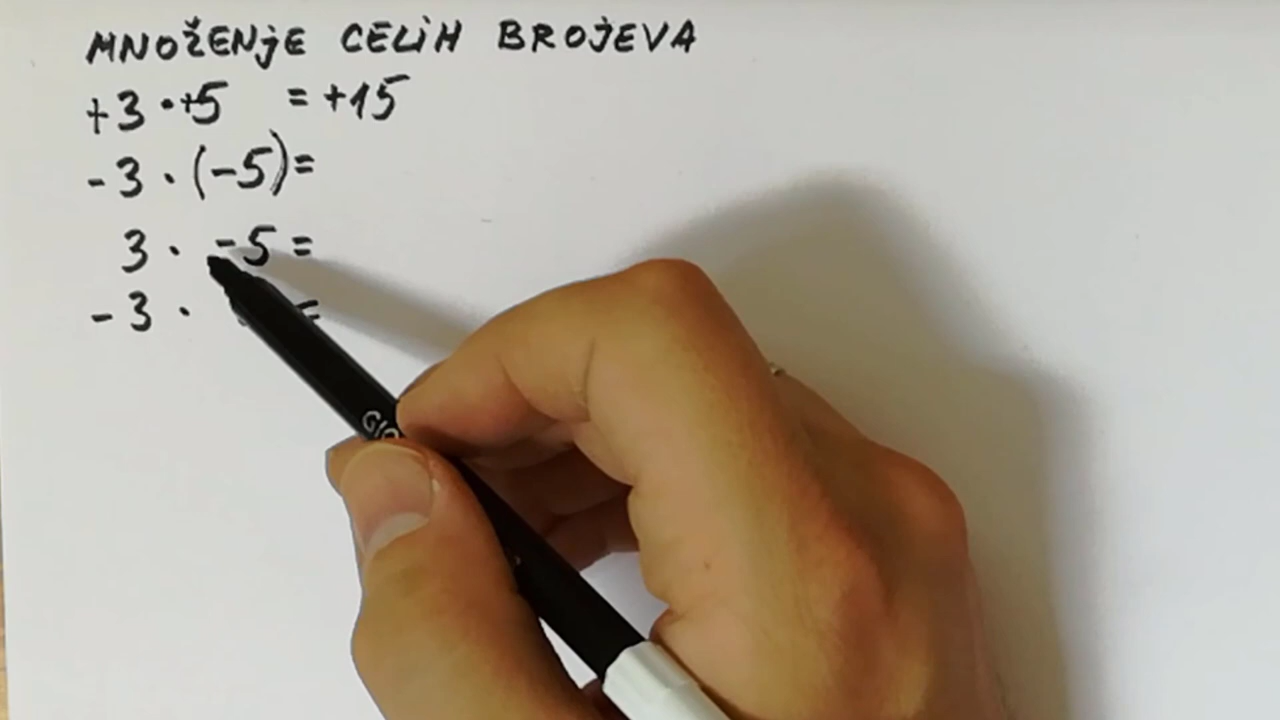 MNOŽENJE CELIH BROJEVA
+3·+5 = +15
-3·(-5)=
3· -5 =
-3· =